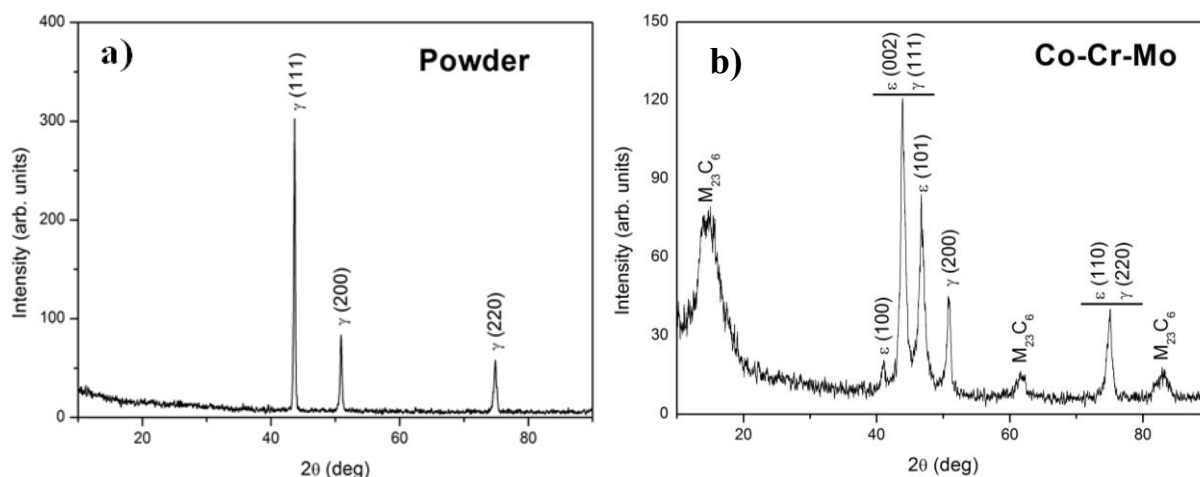 a)
Powder
γ (111)
γ (200)
γ (220)
400
300
200
100
0
20
40
60
80
Intensity (arb. units)
2θ (deg)
b)
Co-Cr-Mo
M₂₃C₆
ε (100)
ε (002)
γ (111)
ε (101)
γ (200)
M₂₃C₆
ε (110)
γ (220)
M₂₃C₆
150
120
90
60
30
0
20
40
60
80
Intensity (arb. units)
2θ (deg)